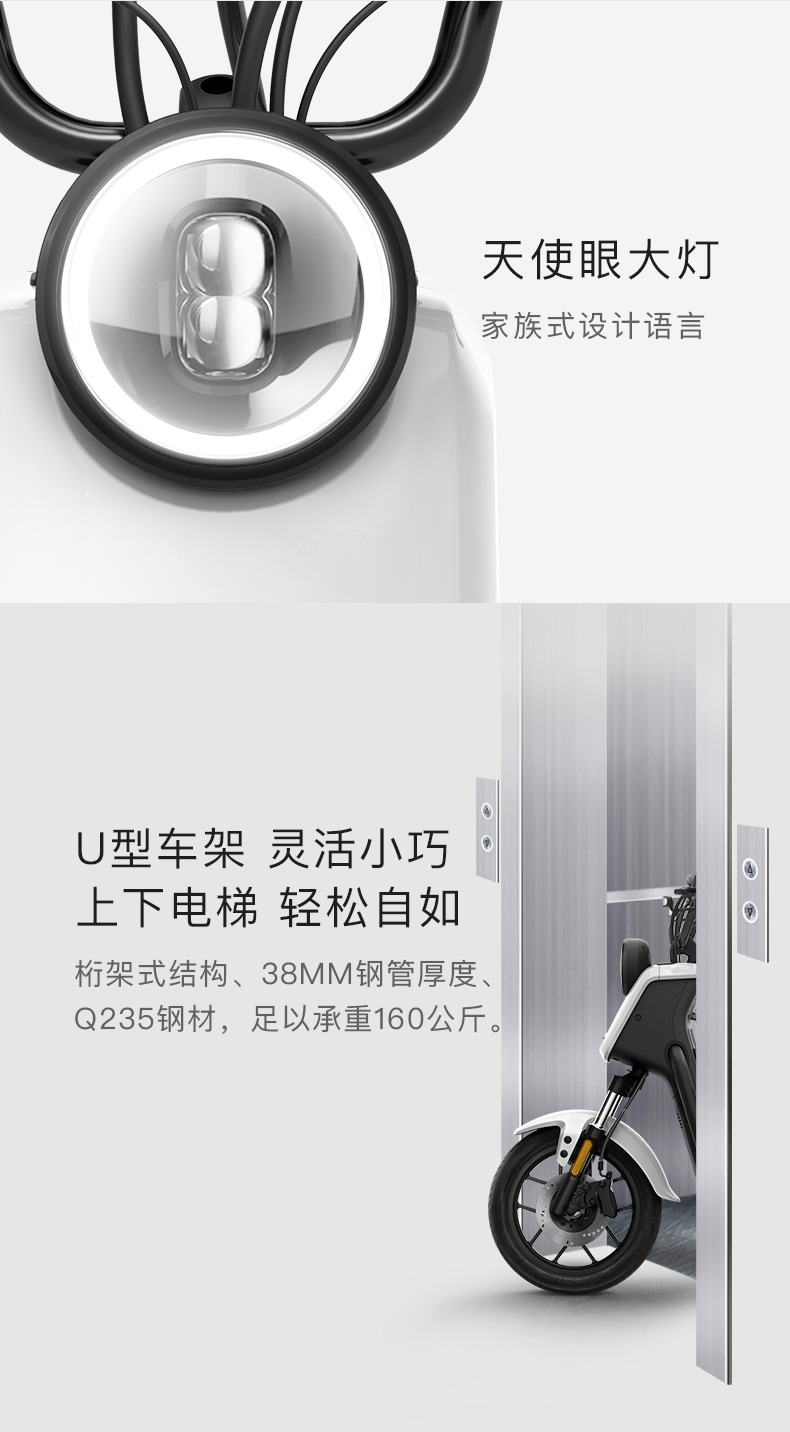 天使眼大灯
家族式设计语言
U型车架 灵活小巧
上下电梯 轻松自如
桁架式结构、38MM钢管厚度、
Q235钢材，足以承重160公斤。